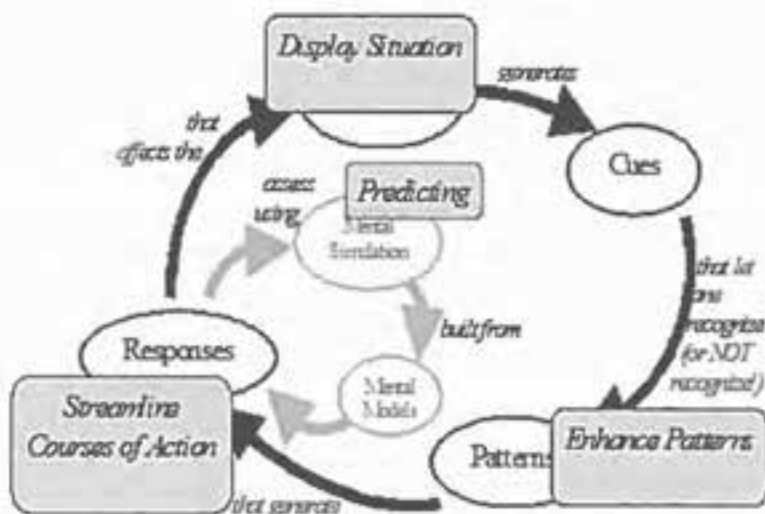 Display Situation
generates
Cues
that let
one
recognize
(or NOT
recognized)
Enhance Patterns
Patterns
that generate
Streamline
Courses of Action
Responses
that
affects the
assess
using
Predicting
Mental
Simulation
built from
Mental
Models